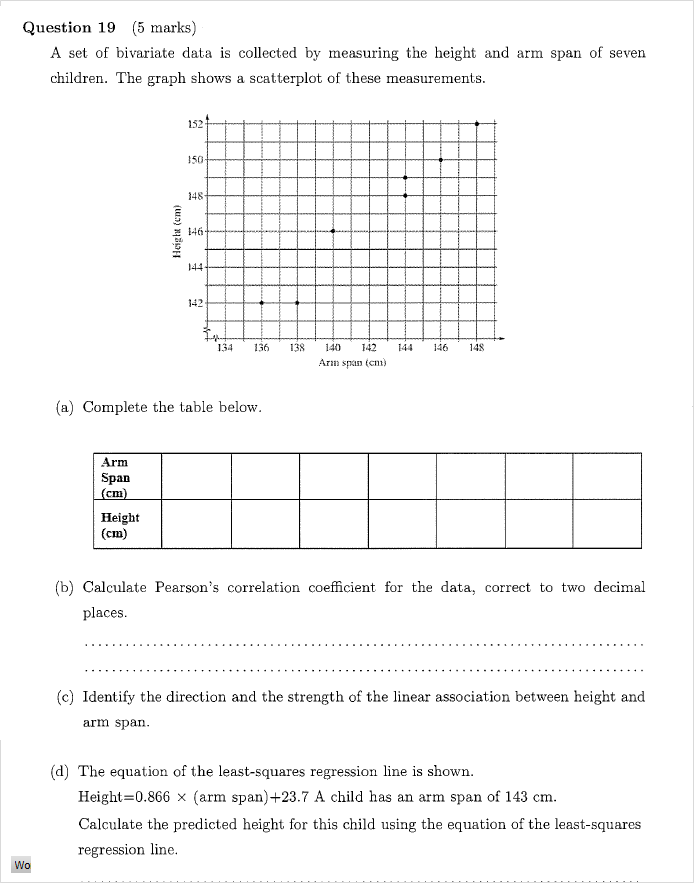 Question 19 (5 marks)
A set of bivariate data is collected by measuring the height and arm span of seven
children. The graph shows a scatterplot of these measurements.
152
150
148
146
144
142
Height (cm)
134 136 138 140 142 144 146 148
Arm span (cm)
(a) Complete the table below.
Arm
Span
(cm)
Height
(cm)
(b) Calculate Pearson's correlation coefficient for the data, correct to two decimal
places.
(c) Identify the direction and the strength of the linear association between height and
arm span.
(d) The equation of the least-squares regression line is shown.
Height=0.866 × (arm span)+23.7 A child has an arm span of 143 cm.
Calculate the predicted height for this child using the equation of the least-squares
regression line.
Wo